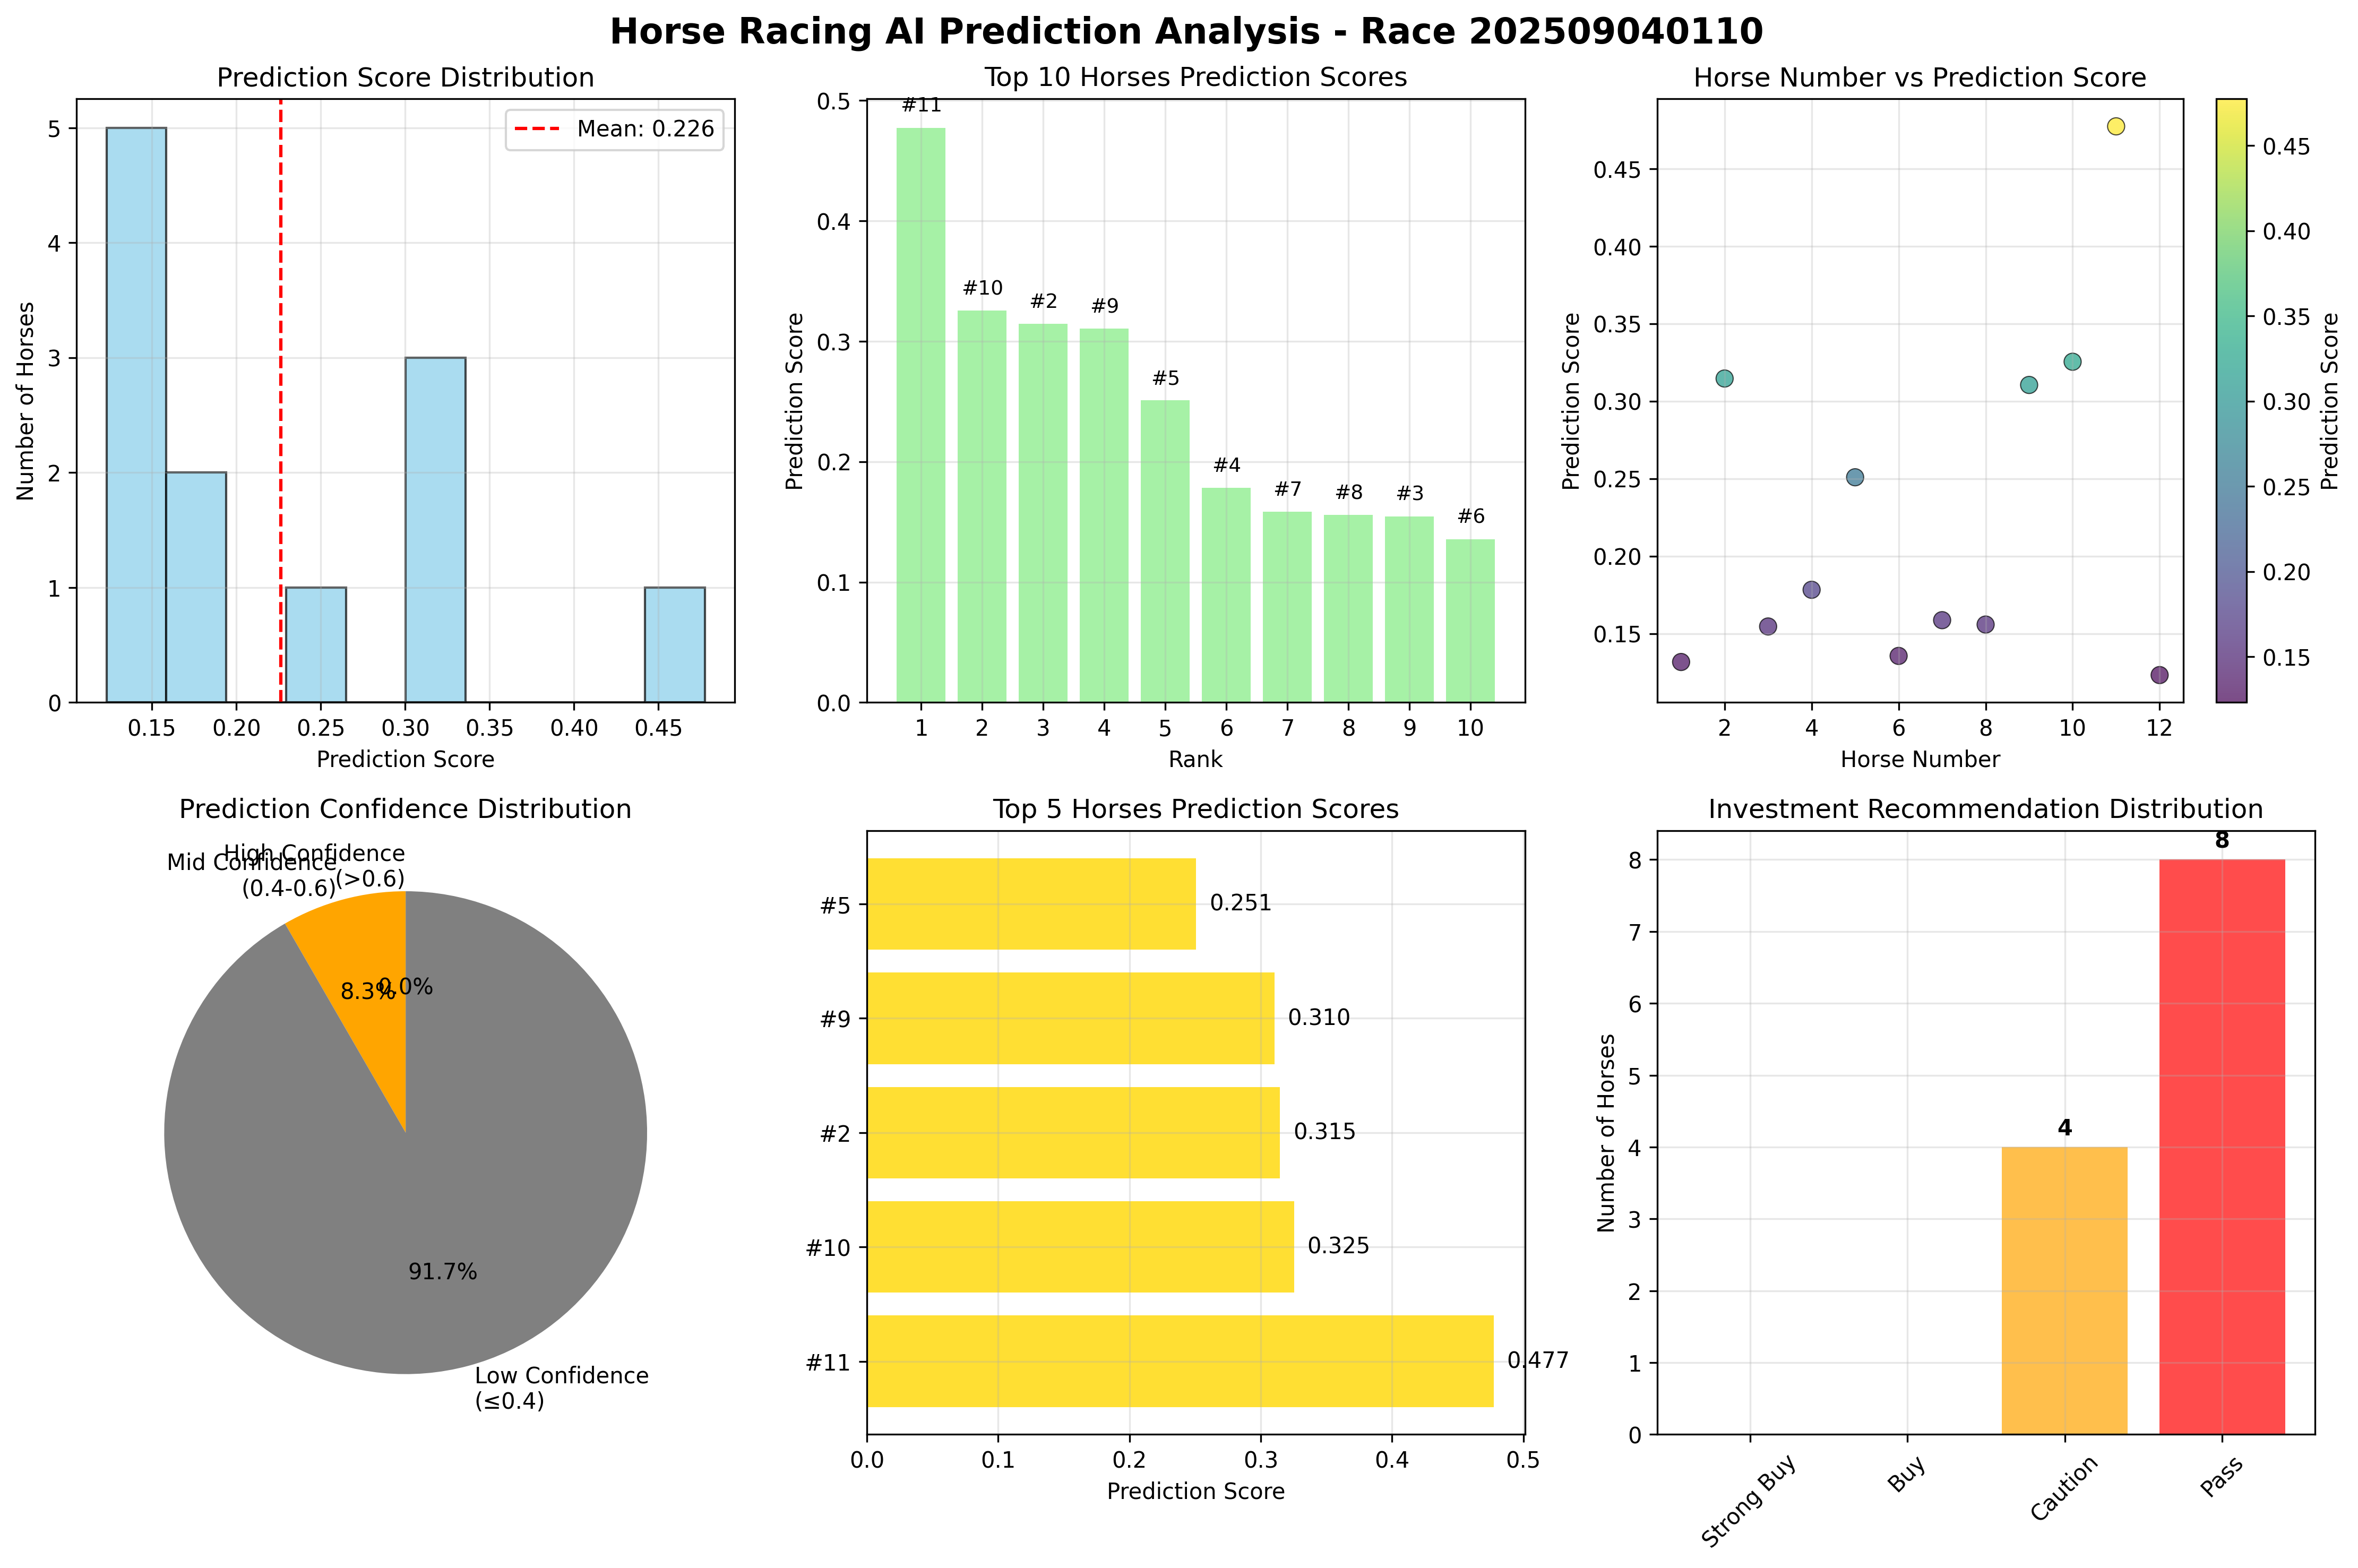 Horse Racing AI Prediction Analysis - Race 202509040110
Prediction Score Distribution
Number of Horses
5
4
3
2
1
0
Mean: 0.226
0.15 0.20 0.25 0.30 0.35 0.40 0.45
Prediction Score
Top 10 Horses Prediction Scores
Prediction Score
0.5
0.4
0.3
0.2
0.1
0.0
#11
#10
#2
#9
#5
#4
#7
#8
#3
#6
1 2 3 4 5 6 7 8 9 10
Rank
Horse Number vs Prediction Score
Prediction Score
0.45
0.40
0.35
0.30
0.25
0.20
0.15
2 4 6 8 10 12
Horse Number
0.45
0.40
0.35
0.30
0.25
0.20
0.15
Prediction Score
Prediction Confidence Distribution
High Confidence
(>0.6)
Mid Confidence
(0.4-0.6)
8.3%
0.0%
91.7%
Low Confidence
(≤0.4)
Top 5 Horses Prediction Scores
#5
0.251
#9
0.310
#2
0.315
#10
0.325
#11
0.477
0.0 0.1 0.2 0.3 0.4 0.5
Prediction Score
Investment Recommendation Distribution
Number of Horses
8
7
6
5
4
3
2
1
0
4
8
Strong Buy
Buy
Caution
Pass